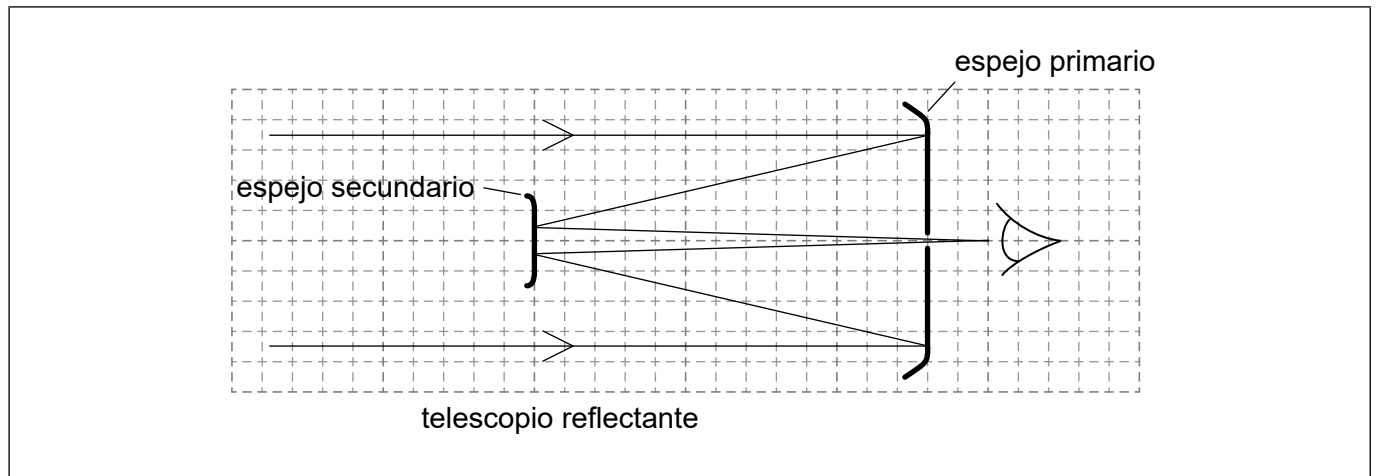 espejo primario
espejo secundario
telescopio reflectante